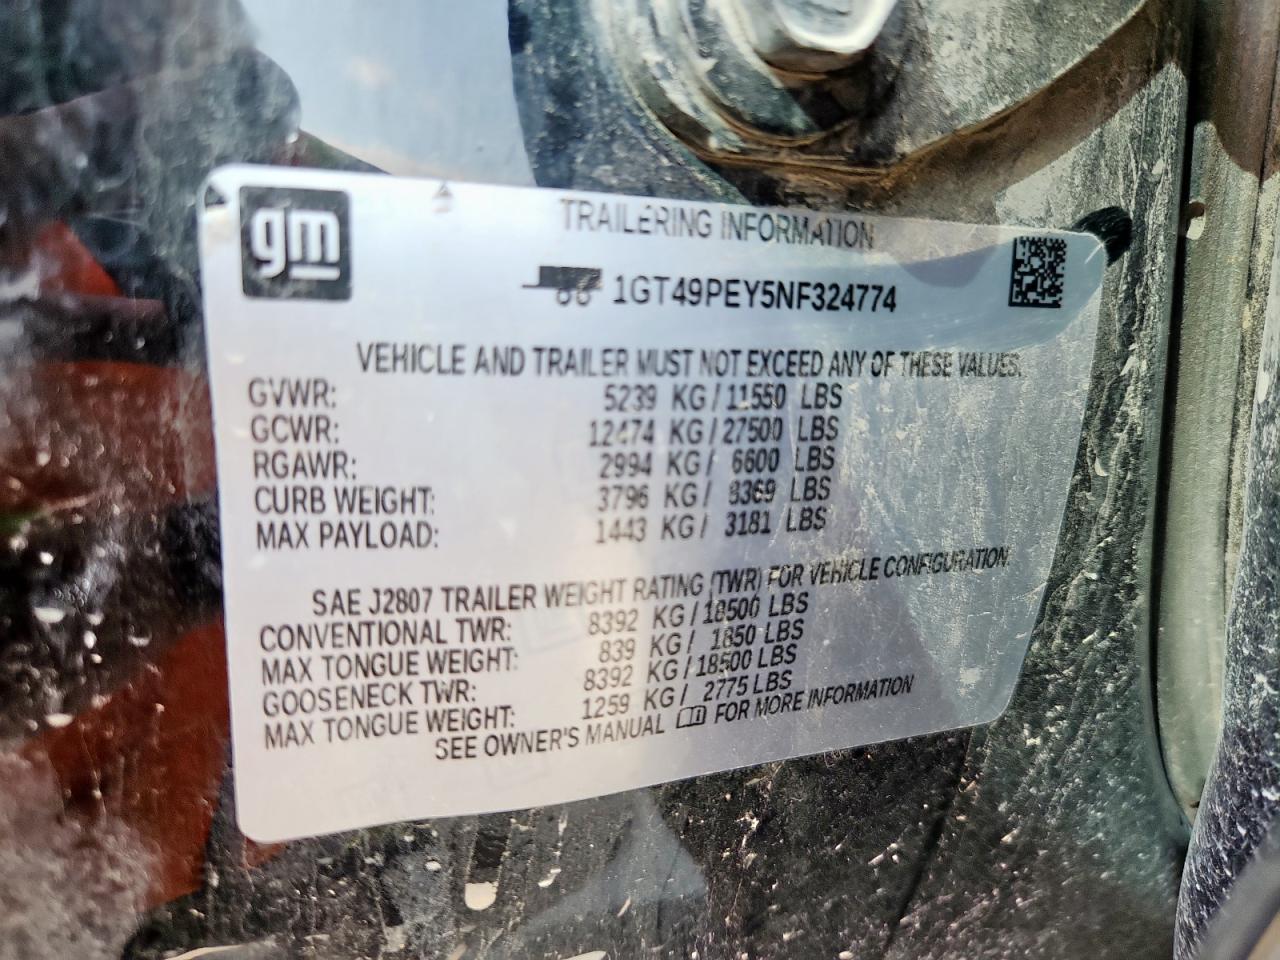 gm
TRAILERING INFORMATION
1GT49PEY5NF324774
VEHICLE AND TRAILER MUST NOT EXCEED ANY OF THESE VALUES.
GVWR: 5239 KG / 11550 LBS
GCWR: 12474 KG / 27500 LBS
RGAWR: 2994 KG / 6600 LBS
CURB WEIGHT: 3796 KG / 8369 LBS
MAX PAYLOAD: 1443 KG / 3181 LBS
SAE J2807 TRAILER WEIGHT RATING (TWR) FOR VEHICLE CONFIGURATION.
CONVENTIONAL TWR: 8392 KG / 18500 LBS
MAX TONGUE WEIGHT: 839 KG / 1850 LBS
GOOSENECK TWR: 8392 KG / 18500 LBS
MAX TONGUE WEIGHT: 1259 KG / 2775 LBS
SEE OWNER'S MANUAL FOR MORE INFORMATION